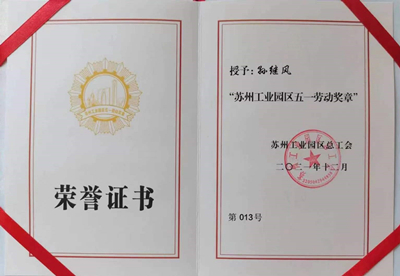 荣誉证书
授予：孙继风
“苏州工业园区五一劳动奖章”
苏州工业园区总工会
二〇二一年十二月
第 013号